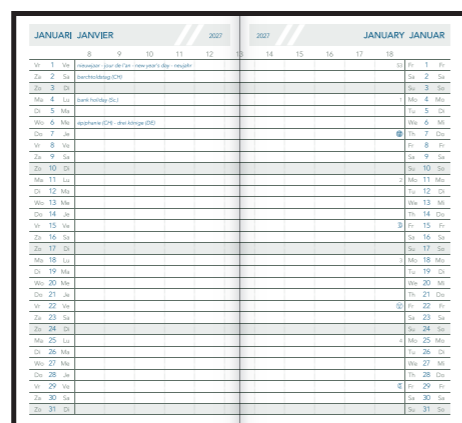 JANUARI JANVIER 2027 2027 JANUARY JANUAR
8 9 10 11 12 13 14 15 16 17 18
Vr 1 Ve nieuwjaar - jour de l'an - new year's day - neujahr 53 Fr 1 Fr
Za 2 Sa berchtoldstag (CH) Sa 2 Sa
Zo 3 Di Su 3 So
Ma 4 Lu bank holiday (Sc.) 1 Mo 4 Mo
Di 5 Ma Tu 5 Di
Wo 6 Me épiphanie (CH) - drei könige (DE) We 6 Mi
Do 7 Je Th 7 Do
Vr 8 Ve Fr 8 Fr
Za 9 Sa Sa 9 Sa
Zo 10 Di Su 10 So
Ma 11 Lu 2 Mo 11 Mo
Di 12 Ma Tu 12 Di
Wo 13 Me We 13 Mi
Do 14 Je Th 14 Do
Vr 15 Ve Fr 15 Fr
Za 16 Sa Sa 16 Sa
Zo 17 Di Su 17 So
Ma 18 Lu 3 Mo 18 Mo
Di 19 Ma Tu 19 Di
Wo 20 Me We 20 Mi
Do 21 Je Th 21 Do
Vr 22 Ve Fr 22 Fr
Za 23 Sa Sa 23 Sa
Zo 24 Di Su 24 So
Ma 25 Lu 4 Mo 25 Mo
Di 26 Ma Tu 26 Di
Wo 27 Me We 27 Mi
Do 28 Je Th 28 Do
Vr 29 Ve Fr 29 Fr
Za 30 Sa Sa 30 Sa
Zo 31 Di Su 31 So